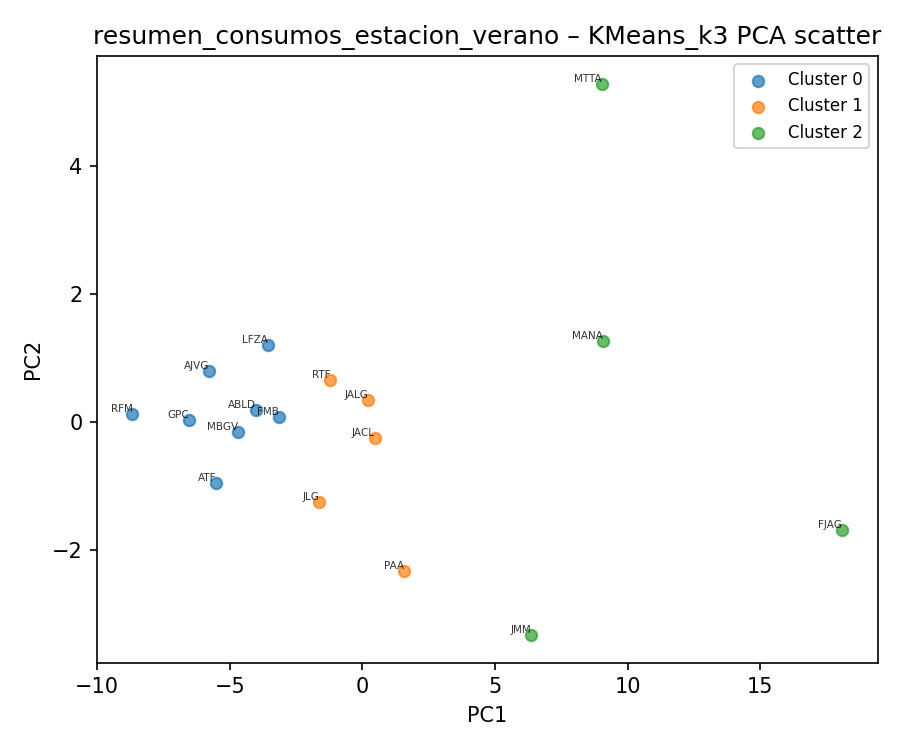 resumen_consumos_estacion_verano – KMeans_k3 PCA scatter
Cluster 0
Cluster 1
Cluster 2
MTTA
MANA
LFZA
AJVG
RTF
JALG
RFM
GPC
ABLD
FMB
MBGV
JACL
ATF
JLG
PAA
FJAG
JMM
4
2
0
−2
PC2
−10
−5
0
5
10
15
PC1